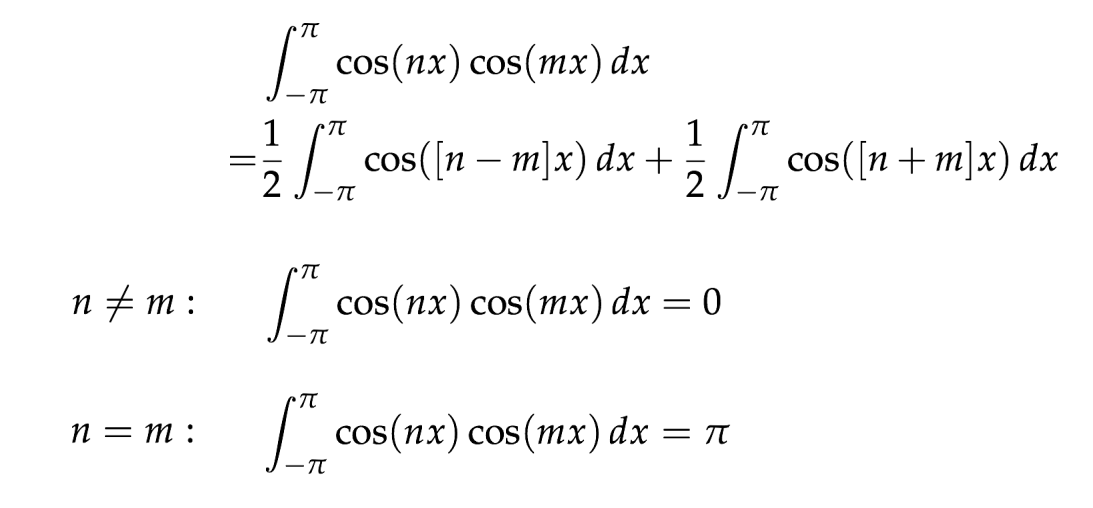 ∫_{−π}^{π} cos(nx) cos(mx) dx
= 1/2 ∫_{−π}^{π} cos([n − m]x) dx + 1/2 ∫_{−π}^{π} cos([n + m]x) dx
n ≠ m : ∫_{−π}^{π} cos(nx) cos(mx) dx = 0
n = m : ∫_{−π}^{π} cos(nx) cos(mx) dx = π